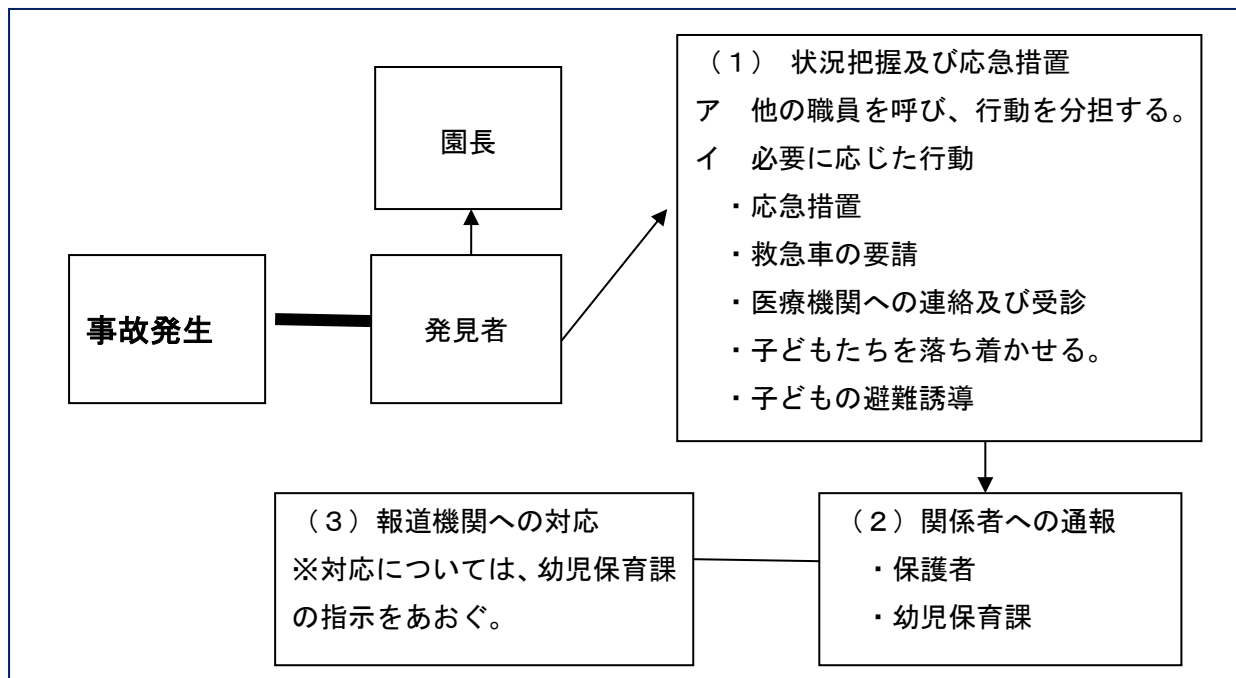 事故発生
発見者
園長
（１） 状況把握及び応急措置
ア　他の職員を呼び、行動を分担する。
イ　必要に応じた行動
・応急措置
・救急車の要請
・医療機関への連絡及び受診
・子どもたちを落ち着かせる。
・子どもの避難誘導
（２）関係者への通報
・保護者
・幼児保育課
（３）報道機関への対応
※対応については、幼児保育課
の指示をあおぐ。